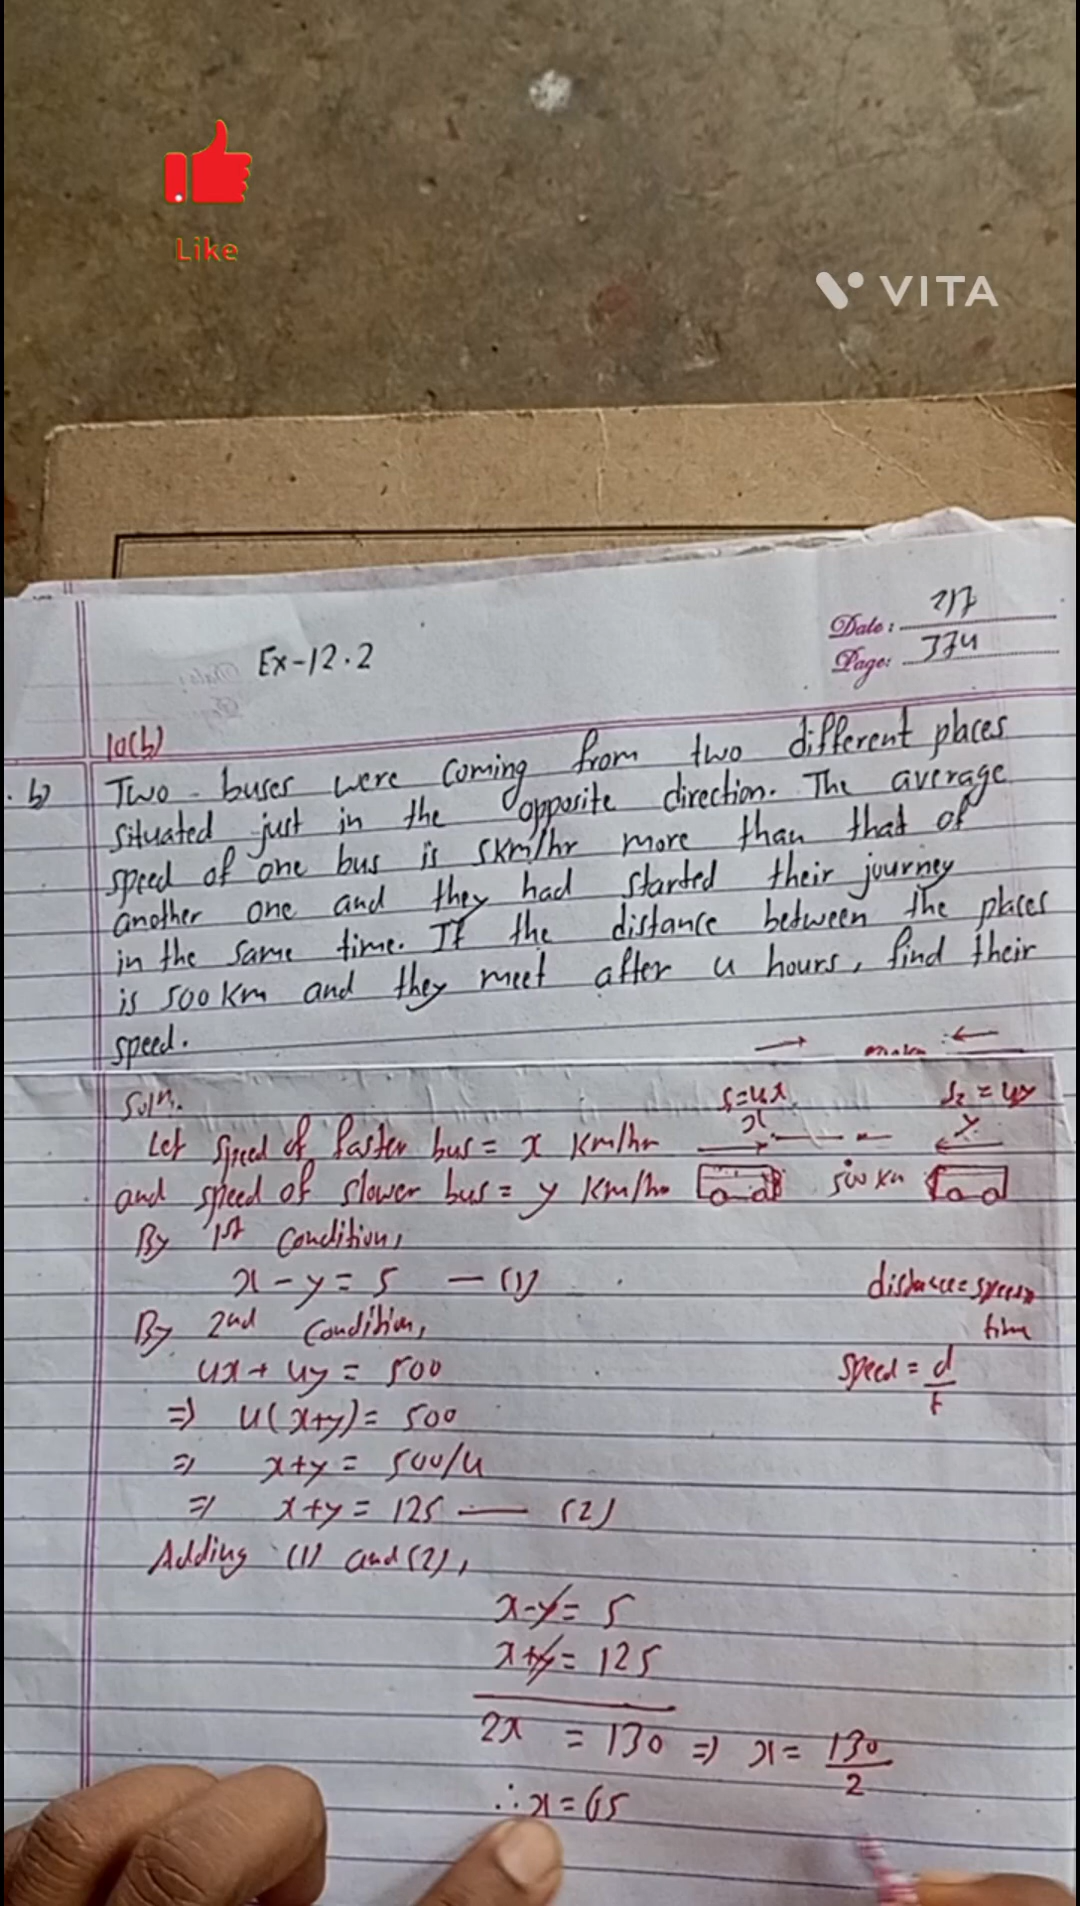 Like
VITA
Date: 217
Page: 374
Ex-12.2
10(b)
b) Two buses were coming from two different places
situated just in the opposite direction. The average
speed of one bus is 5km/hr more than that of
another one and they had started their journey
in the same time. If the distance between the places
is 500 km and they meet after 4 hours, find their
speed.
Soln.
S=4x S2 = 4y
x y
Let speed of faster bus = x km/hr
and speed of slower bus = y km/hr 500 km
By 1st condition,
x - y = 5 — (1)
distance = speed x
time
By 2nd condition,
4x + 4y = 500
speed = d/t
=> 4(x+y) = 500
=> x+y = 500/4
=> x+y = 125 — (2)
Adding (1) and (2),
x-y = 5
x+y = 125
2x = 130 => x = 130/2
∴ x = 65